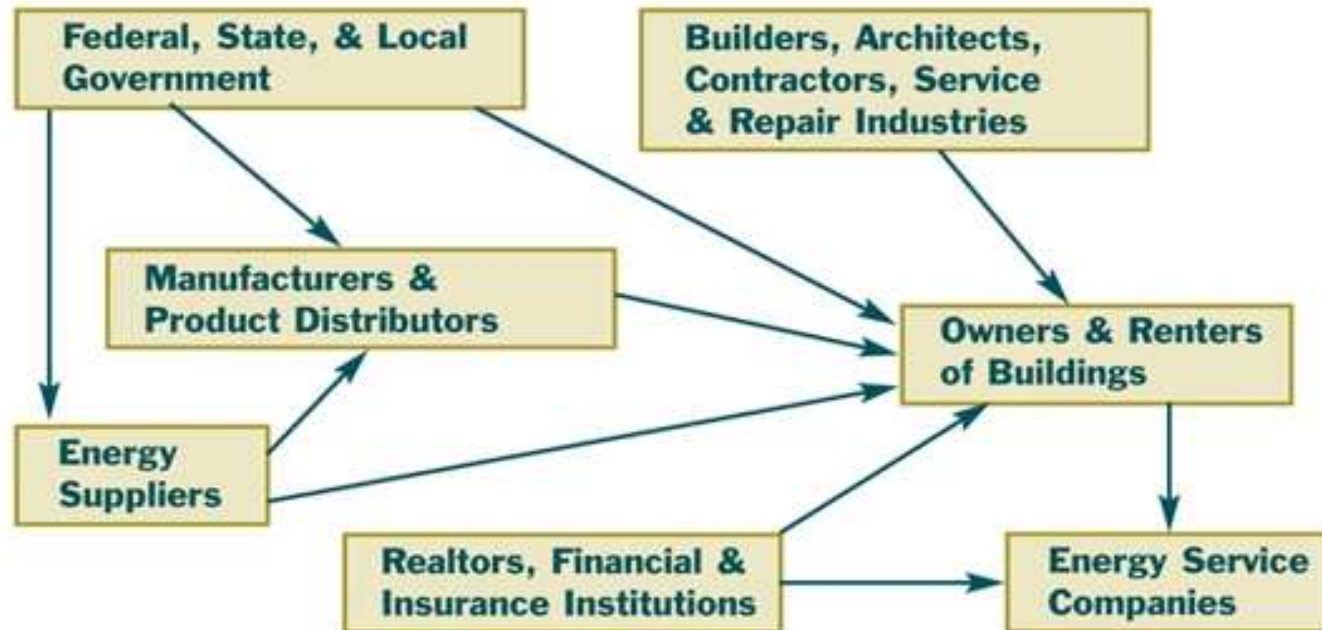 Federal, State, & Local
Government
Builders, Architects,
Contractors, Service
& Repair Industries
Manufacturers &
Product Distributors
Owners & Renters
of Buildings
Energy
Suppliers
Realtors, Financial &
Insurance Institutions
Energy Service
Companies